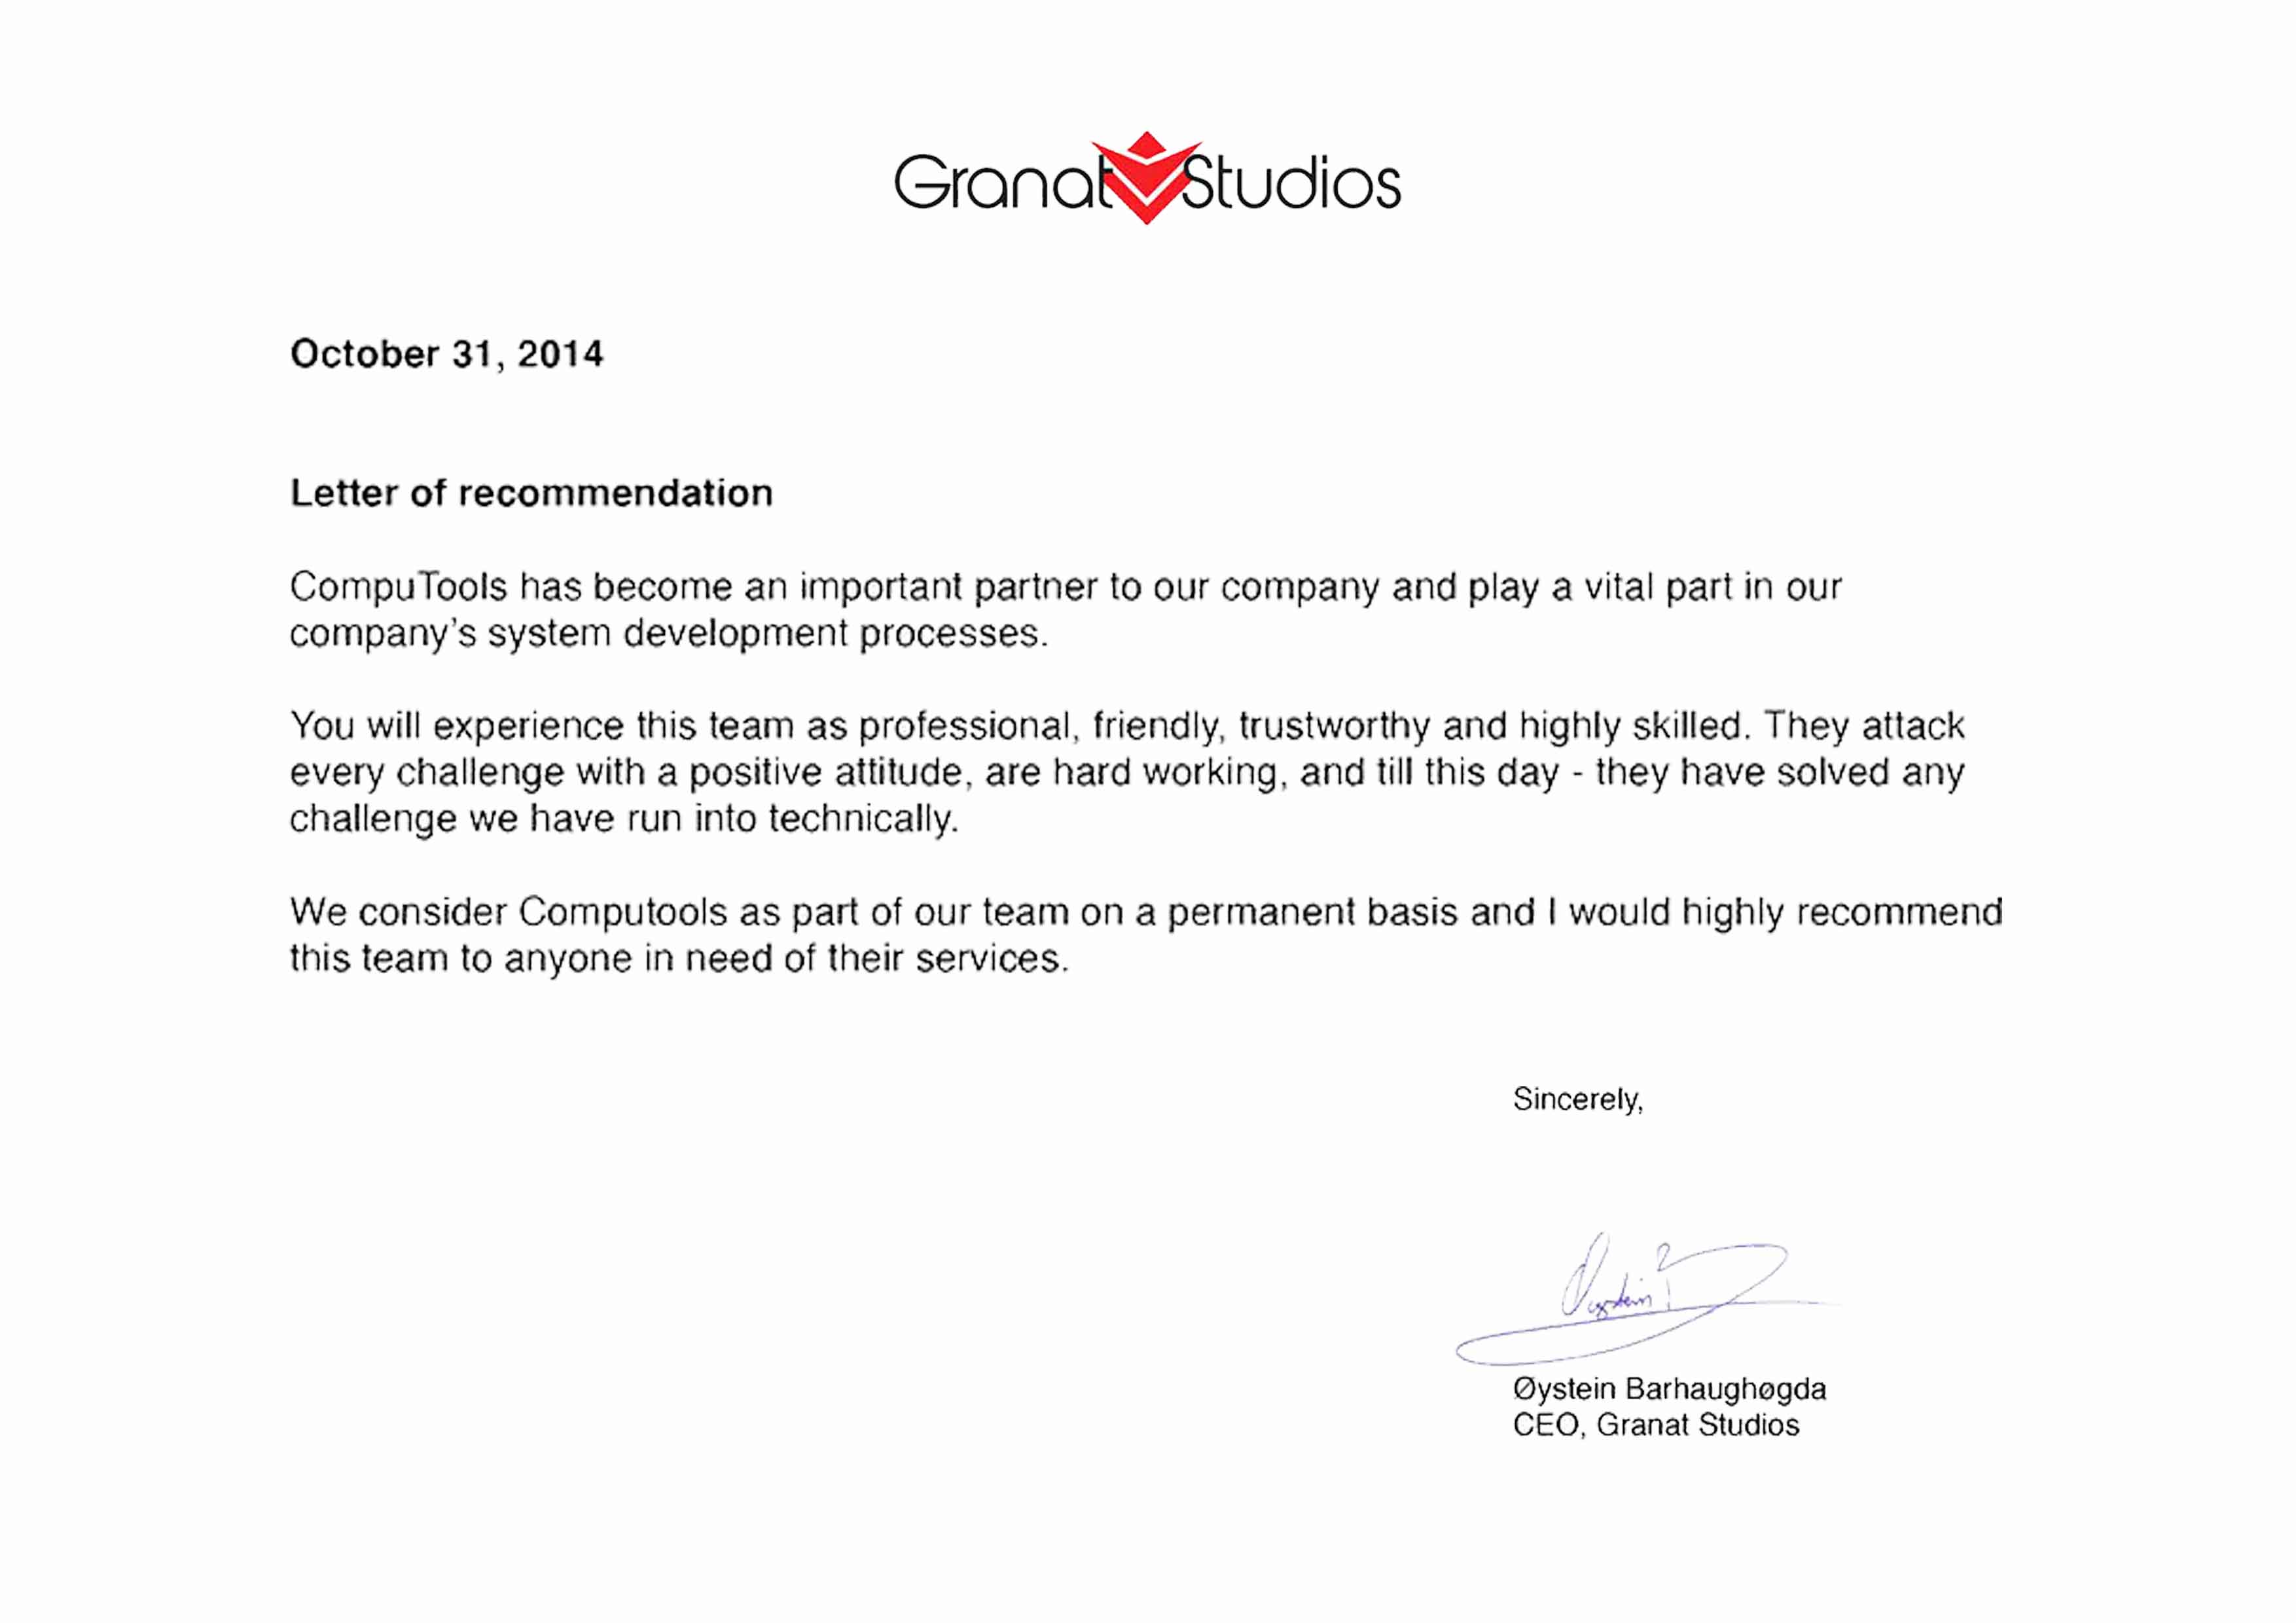 Granat Studios
October 31, 2014
Letter of recommendation
CompuTools has become an important partner to our company and play a vital part in our
company’s system development processes.
You will experience this team as professional, friendly, trustworthy and highly skilled. They attack
every challenge with a positive attitude, are hard working, and till this day - they have solved any
challenge we have run into technically.
We consider Computools as part of our team on a permanent basis and I would highly recommend
this team to anyone in need of their services.
Sincerely,
Øystein
Øystein Barhaughøgda
CEO, Granat Studios